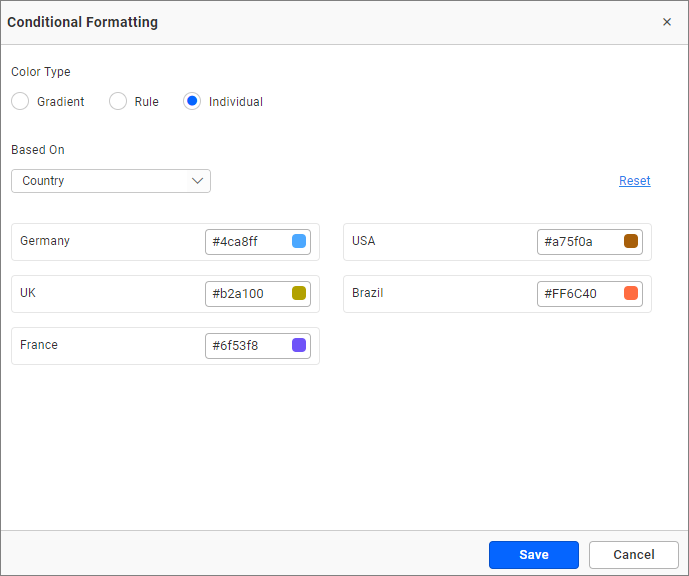 Conditional Formatting
Color Type
Gradient Rule Individual
Based On
Country
Reset
Germany #4ca8ff USA #a75f0a
UK #b2a100 Brazil #FF6C40
France #6f53f8
Save Cancel